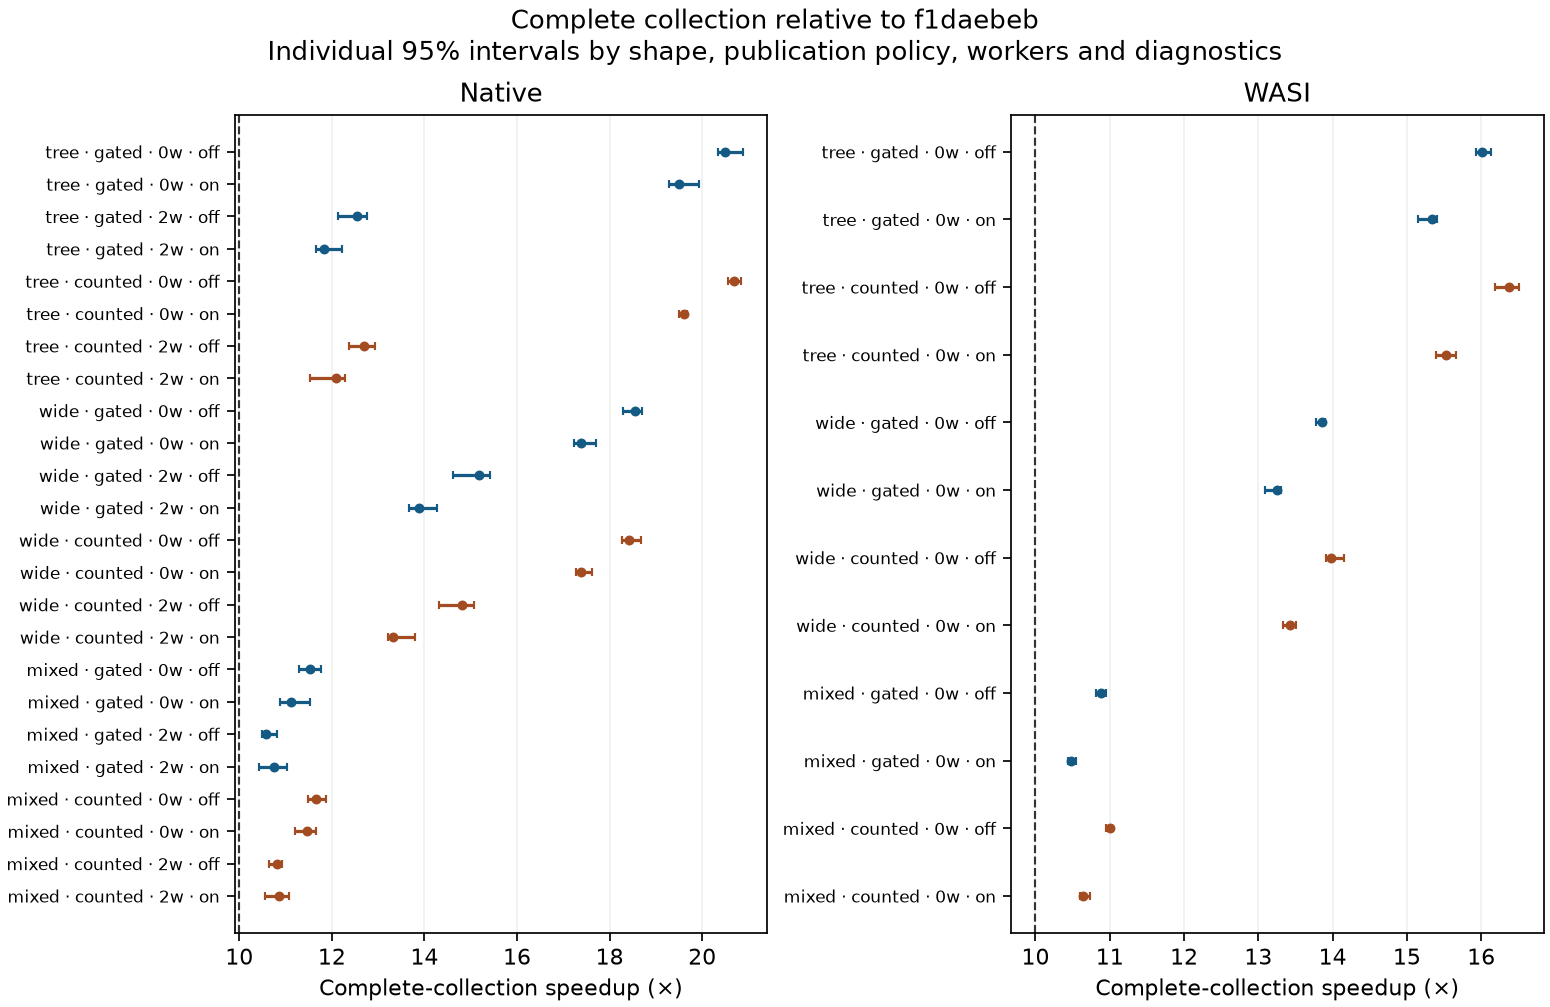 Complete collection relative to f1daebeb
Individual 95% intervals by shape, publication policy, workers and diagnostics
Native
tree · gated · 0w · off
tree · gated · 0w · on
tree · gated · 2w · off
tree · gated · 2w · on
tree · counted · 0w · off
tree · counted · 0w · on
tree · counted · 2w · off
tree · counted · 2w · on
wide · gated · 0w · off
wide · gated · 0w · on
wide · gated · 2w · off
wide · gated · 2w · on
wide · counted · 0w · off
wide · counted · 0w · on
wide · counted · 2w · off
wide · counted · 2w · on
mixed · gated · 0w · off
mixed · gated · 0w · on
mixed · gated · 2w · off
mixed · gated · 2w · on
mixed · counted · 0w · off
mixed · counted · 0w · on
mixed · counted · 2w · off
mixed · counted · 2w · on
10 12 14 16 18 20
Complete-collection speedup (×)
WASI
tree · gated · 0w · off
tree · gated · 0w · on
tree · counted · 0w · off
tree · counted · 0w · on
wide · gated · 0w · off
wide · gated · 0w · on
wide · counted · 0w · off
wide · counted · 0w · on
mixed · gated · 0w · off
mixed · gated · 0w · on
mixed · counted · 0w · off
mixed · counted · 0w · on
10 11 12 13 14 15 16
Complete-collection speedup (×)